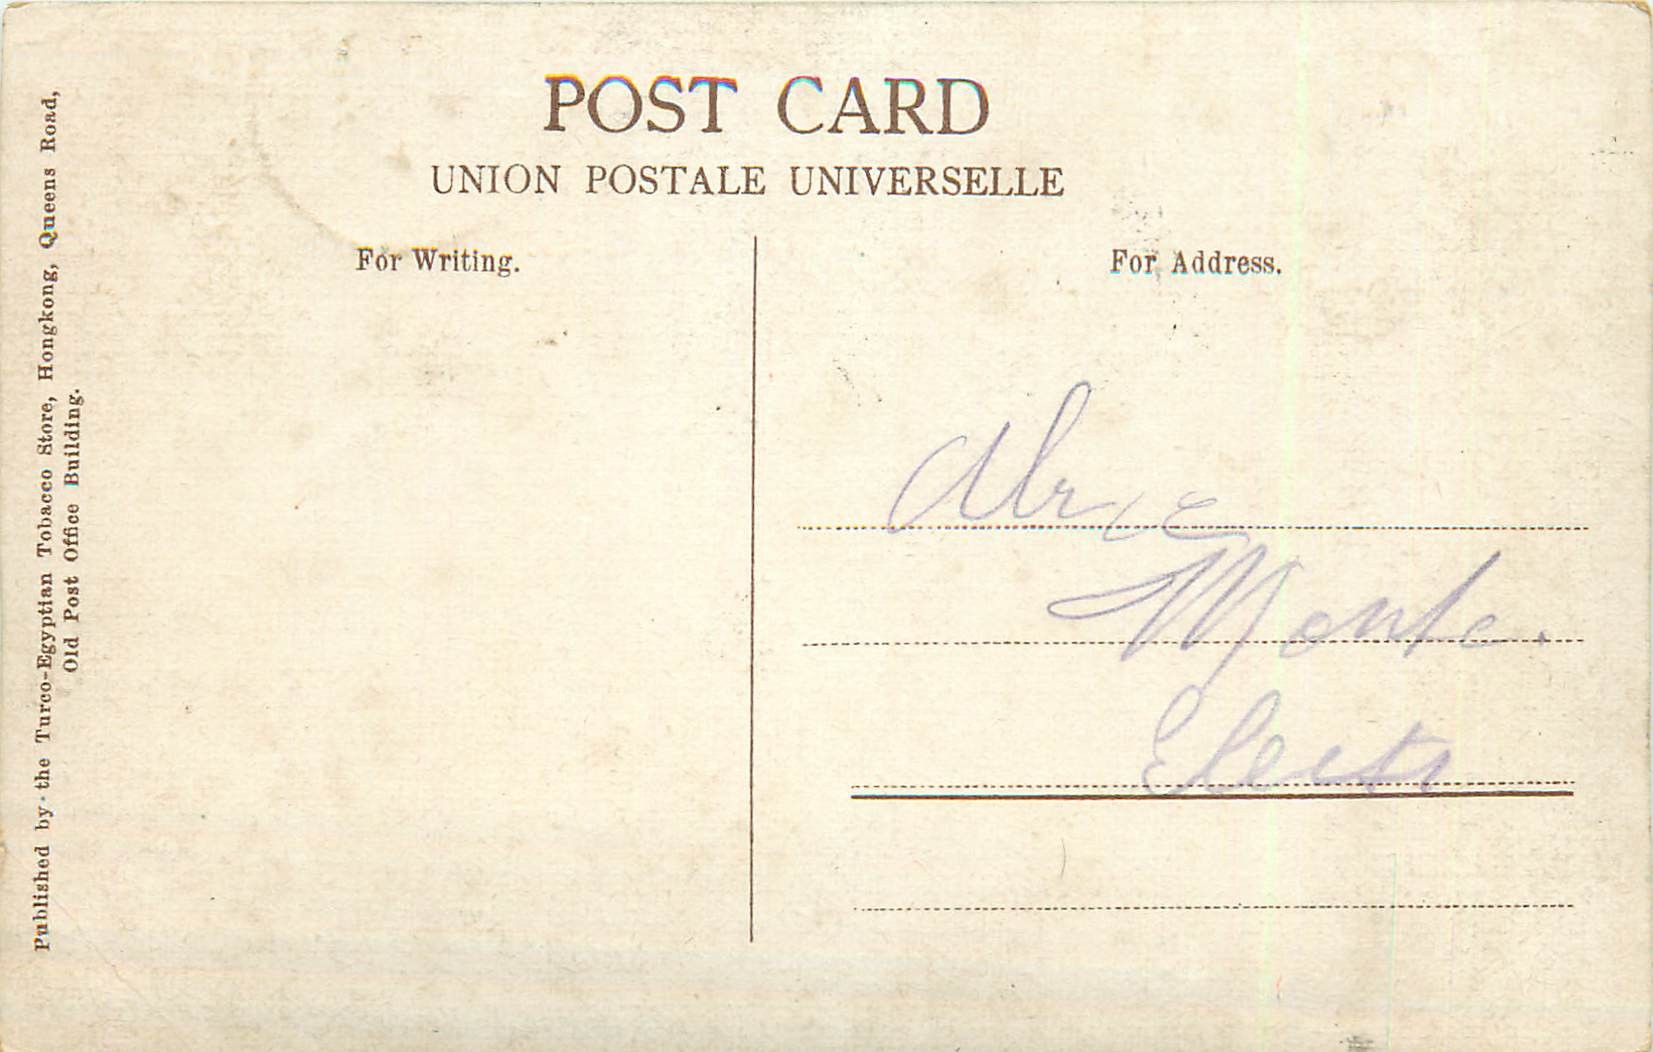 POST CARD
UNION POSTALE UNIVERSELLE
For Writing.
For Address.
Published by the Turco-Egyptian Tobacco Store, Hongkong, Queens Road,
Old Post Office Building.